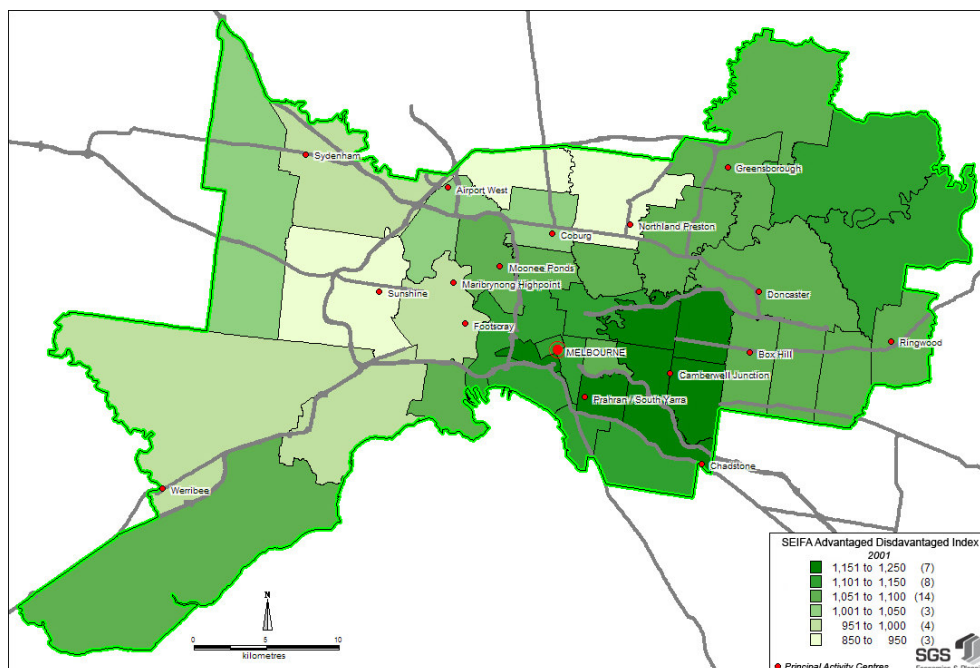 Sydenham
Greensborough
Airport West
Northland Preston
Coburg
Moonee Ponds
Maribrynong Highpoint
Sunshine
Doncaster
Footscray
Ringwood
MELBOURNE
Box Hill
Camberwell Junction
Prahran / South Yarra
Chadstone
Werribee
N
0 5 10
kilometres
SEIFA Advantaged Disdavantaged Index
2001
1,151 to 1,250 (7)
1,101 to 1,150 (8)
1,051 to 1,100 (14)
1,001 to 1,050 (3)
951 to 1,000 (4)
850 to 950 (3)
Principal Activity Centres
SGS